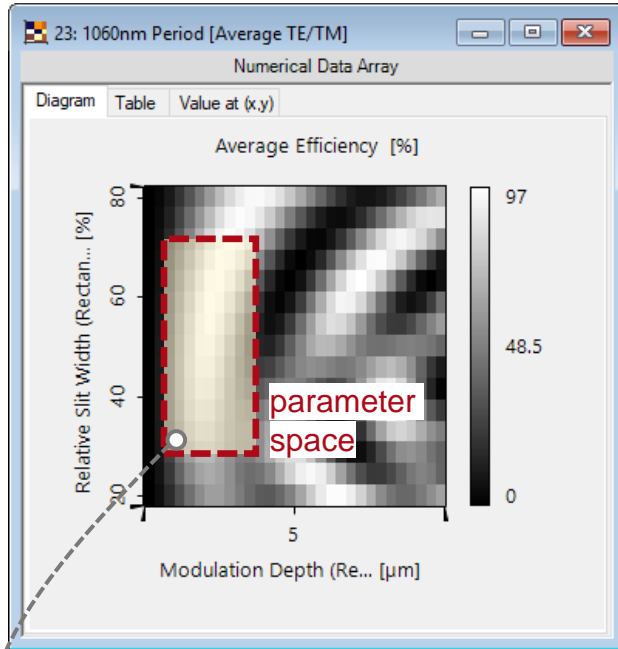 23: 1060nm Period [Average TE/TM]
Numerical Data Array
Diagram Table Value at (x,y)
Average Efficiency [%]
Relative Slit Width (Rectan... [%]
80
60
40
20
5
Modulation Depth (Re... [µm]
97
48.5
0
parameter
space